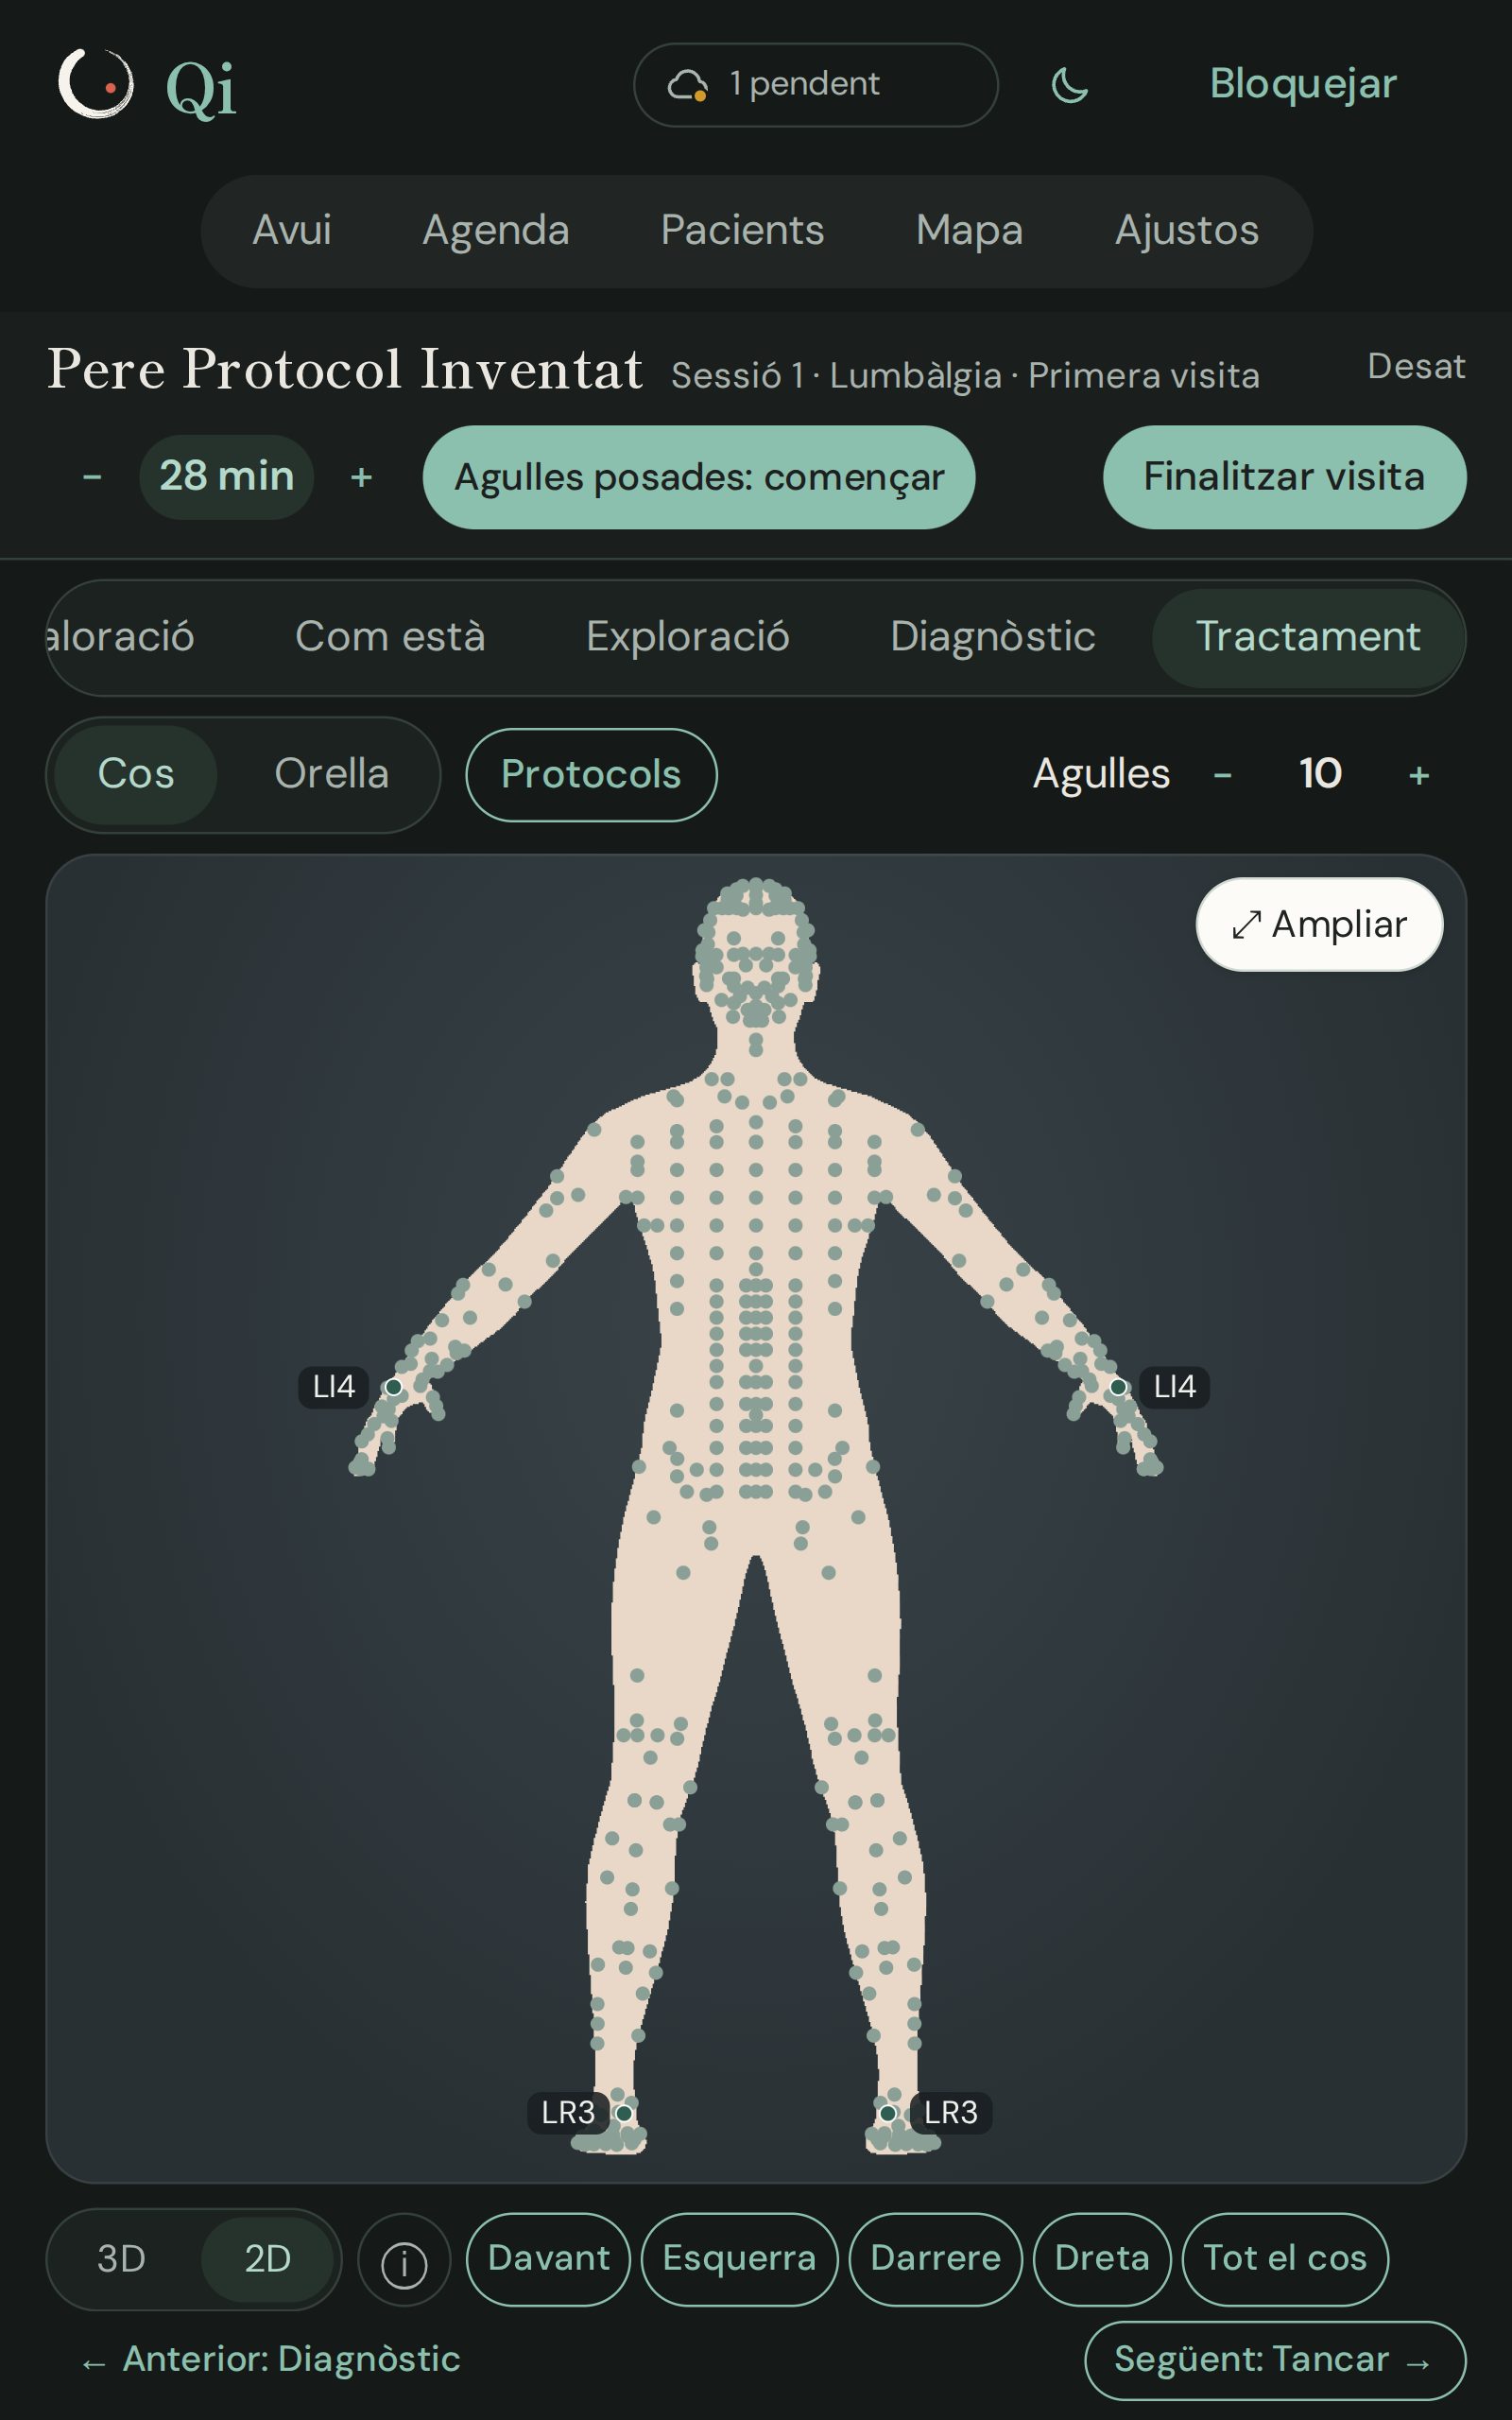 Qi
1 pendent
Bloquejar
Avui Agenda Pacients Mapa Ajustos
Pere Protocol Inventat Sessió 1 · Lumbàlgia · Primera visita Desat
− 28 min + Agulles posades: començar Finalitzar visita
aloració Com està Exploració Diagnòstic Tractament
Cos Orella Protocols Agulles − 10 +
⤢ Ampliar
LI4 LI4
LR3 LR3
3D 2D i Davant Esquerra Darrere Dreta Tot el cos
← Anterior: Diagnòstic Següent: Tancar →